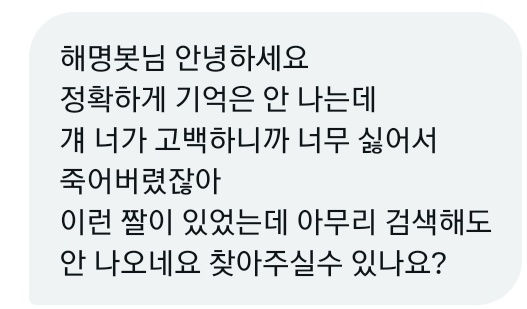 해명봇님 안녕하세요
정확하게 기억은 안 나는데
걔 너가 고백하니까 너무 싫어서
죽어버렸잖아
이런 짤이 있었는데 아무리 검색해도
안 나오네요 찾아주실수 있나요?